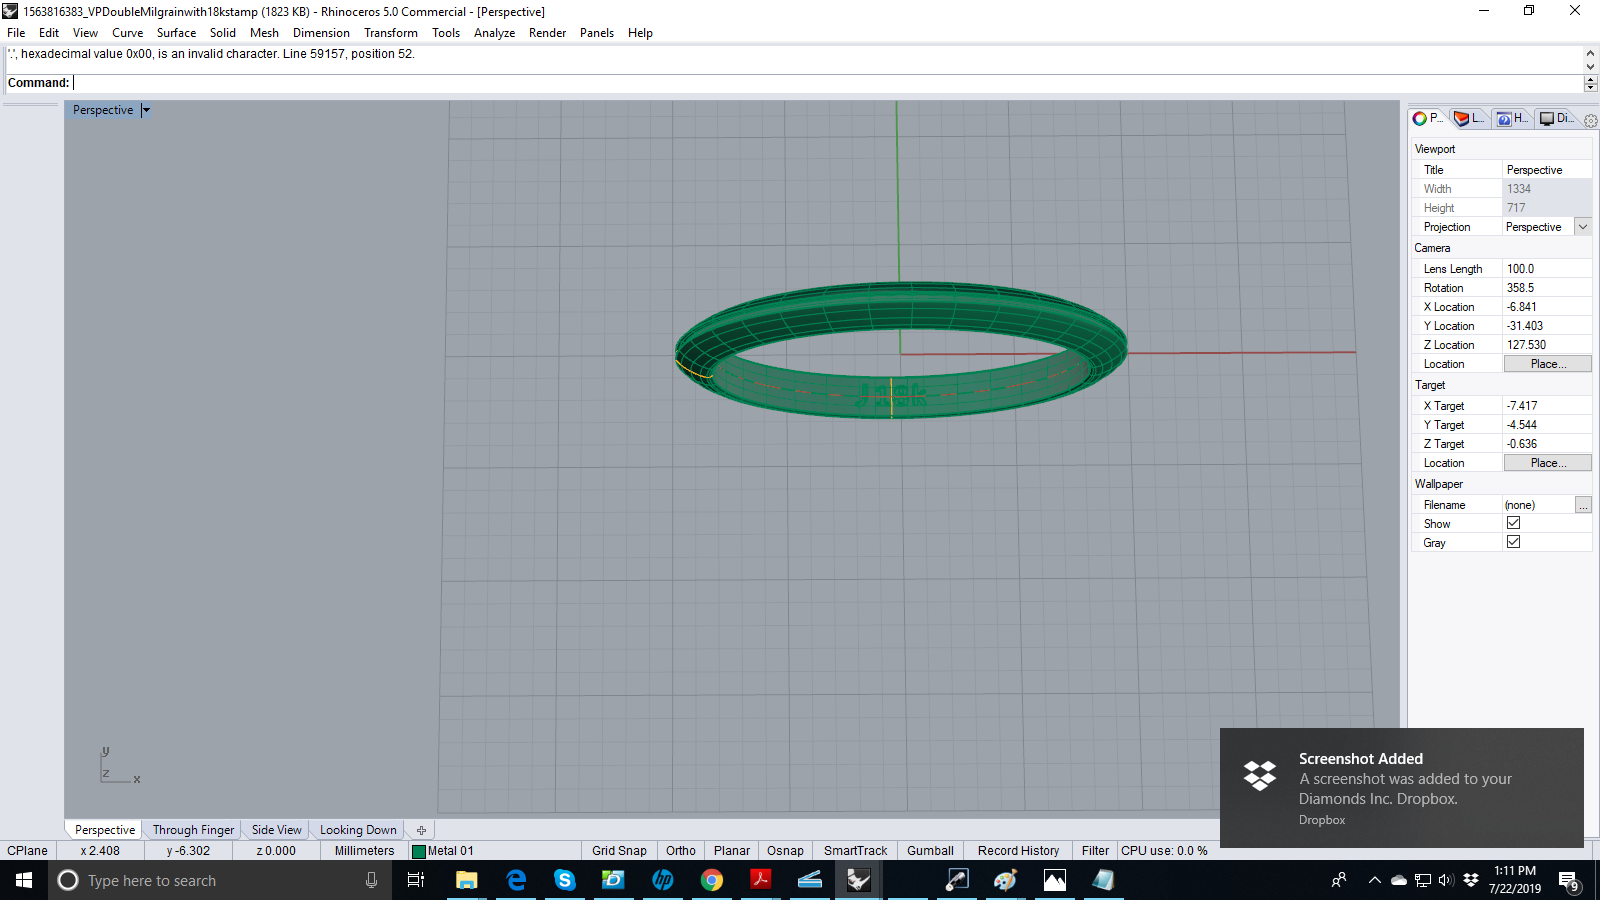 1563816383_VPDoubleMilgrainwith18kstamp (1823 KB) - Rhinoceros 5.0 Commercial - [Perspective]
File Edit View Curve Surface Solid Mesh Dimension Transform Tools Analyze Render Panels Help
'.', hexadecimal value 0x00, is an invalid character. Line 59157, position 52.
Command:
Perspective
P... L... H... Di...
Viewport
Title Perspective
Width 1334
Height 717
Projection Perspective
Camera
Lens Length 100.0
Rotation 358.5
X Location -6.841
Y Location -31.403
Z Location 127.530
Location Place...
Target
X Target -7.417
Y Target -4.544
Z Target -0.636
Location Place...
Wallpaper
Filename (none) ...
Show
Gray
y
z x
Screenshot Added
A screenshot was added to your
Diamonds Inc. Dropbox.
Dropbox
Perspective Through Finger Side View Looking Down
CPlane x 2.408 y -6.302 z 0.000 Millimeters Metal 01 Grid Snap Ortho Planar Osnap SmartTrack Gumball Record History Filter CPU use: 0.0 %
Type here to search
1:11 PM
7/22/2019
9